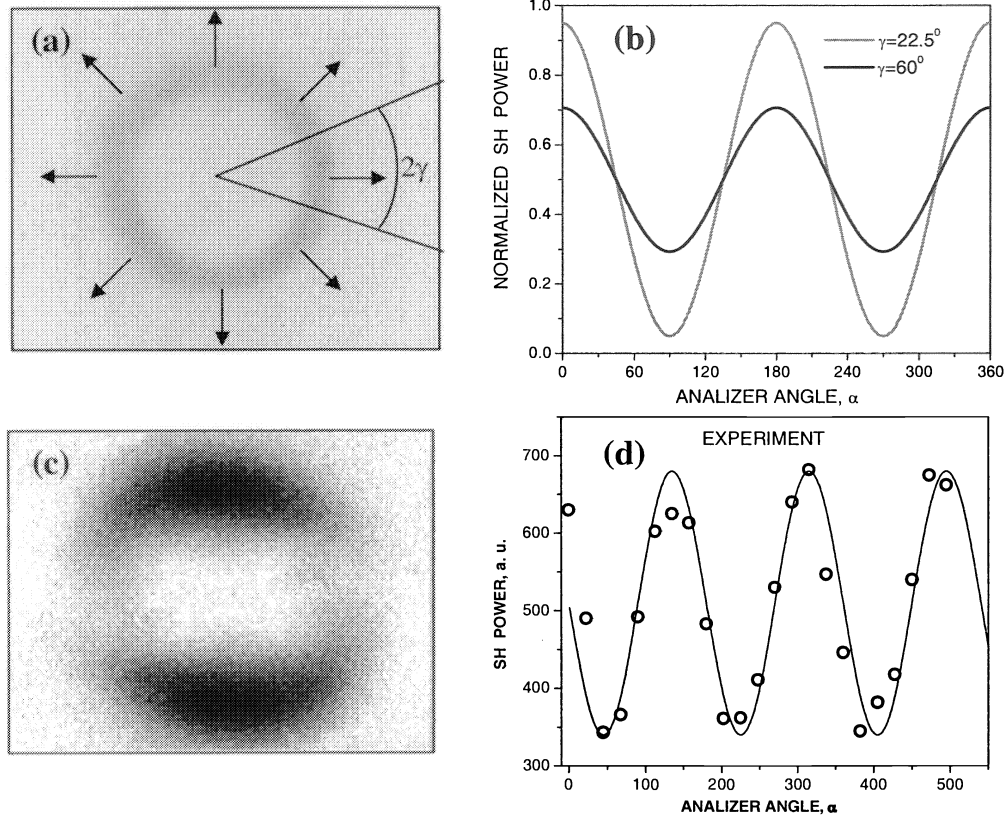 (a)
2γ
(b)
γ=22.5°
γ=60°
NORMALIZED SH POWER
1.0
0.8
0.6
0.4
0.2
0.0
0 60 120 180 240 300 360
ANALIZER ANGLE, α
(c)
(d)
EXPERIMENT
SH POWER, a. u.
700
600
500
400
300
0 100 200 300 400 500
ANALIZER ANGLE, α